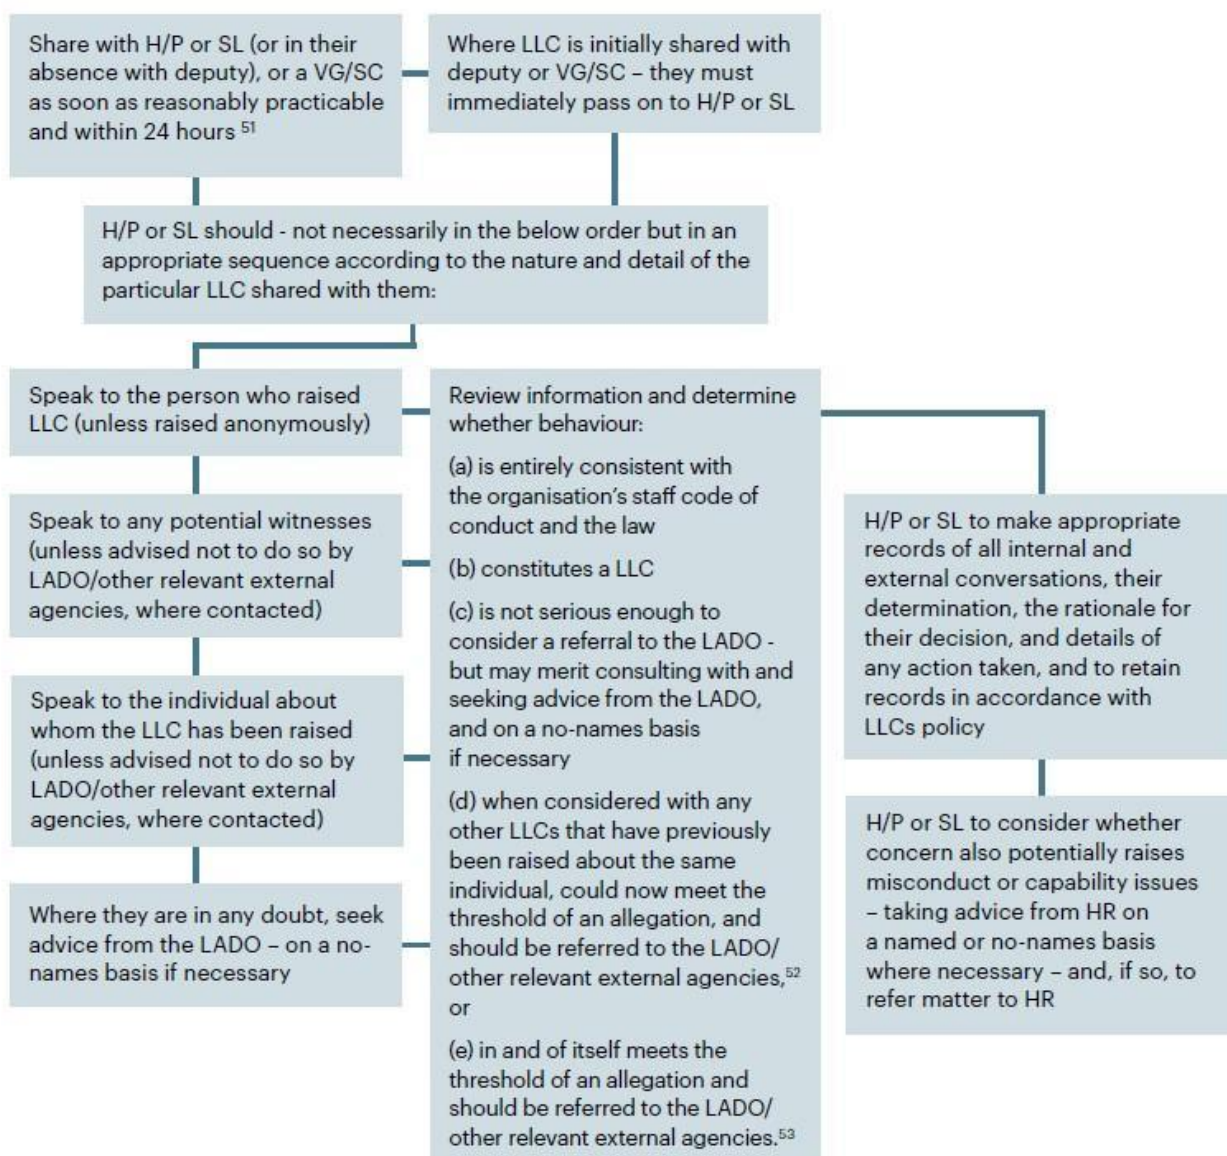 Share with H/P or SL (or in their
absence with deputy), or a VG/SC
as soon as reasonably practicable
and within 24 hours 51
Where LLC is initially shared with
deputy or VG/SC – they must
immediately pass on to H/P or SL
H/P or SL should - not necessarily in the below order but in an
appropriate sequence according to the nature and detail of the
particular LLC shared with them:
Speak to the person who raised
LLC (unless raised anonymously)
Speak to any potential witnesses
(unless advised not to do so by
LADO/other relevant external
agencies, where contacted)
Speak to the individual about
whom the LLC has been raised
(unless advised not to do so by
LADO/other relevant external
agencies, where contacted)
Where they are in any doubt, seek
advice from the LADO – on a no-
names basis if necessary
Review information and determine
whether behaviour:
(a) is entirely consistent with
the organisation's staff code of
conduct and the law
(b) constitutes a LLC
(c) is not serious enough to
consider a referral to the LADO -
but may merit consulting with and
seeking advice from the LADO,
and on a no-names basis
if necessary
(d) when considered with any
other LLCs that have previously
been raised about the same
individual, could now meet the
threshold of an allegation, and
should be referred to the LADO/
other relevant external agencies,52
or
(e) in and of itself meets the
threshold of an allegation and
should be referred to the LADO/
other relevant external agencies.53
H/P or SL to make appropriate
records of all internal and
external conversations, their
determination, the rationale for
their decision, and details of
any action taken, and to retain
records in accordance with
LLCs policy
H/P or SL to consider whether
concern also potentially raises
misconduct or capability issues
– taking advice from HR on
a named or no-names basis
where necessary – and, if so, to
refer matter to HR